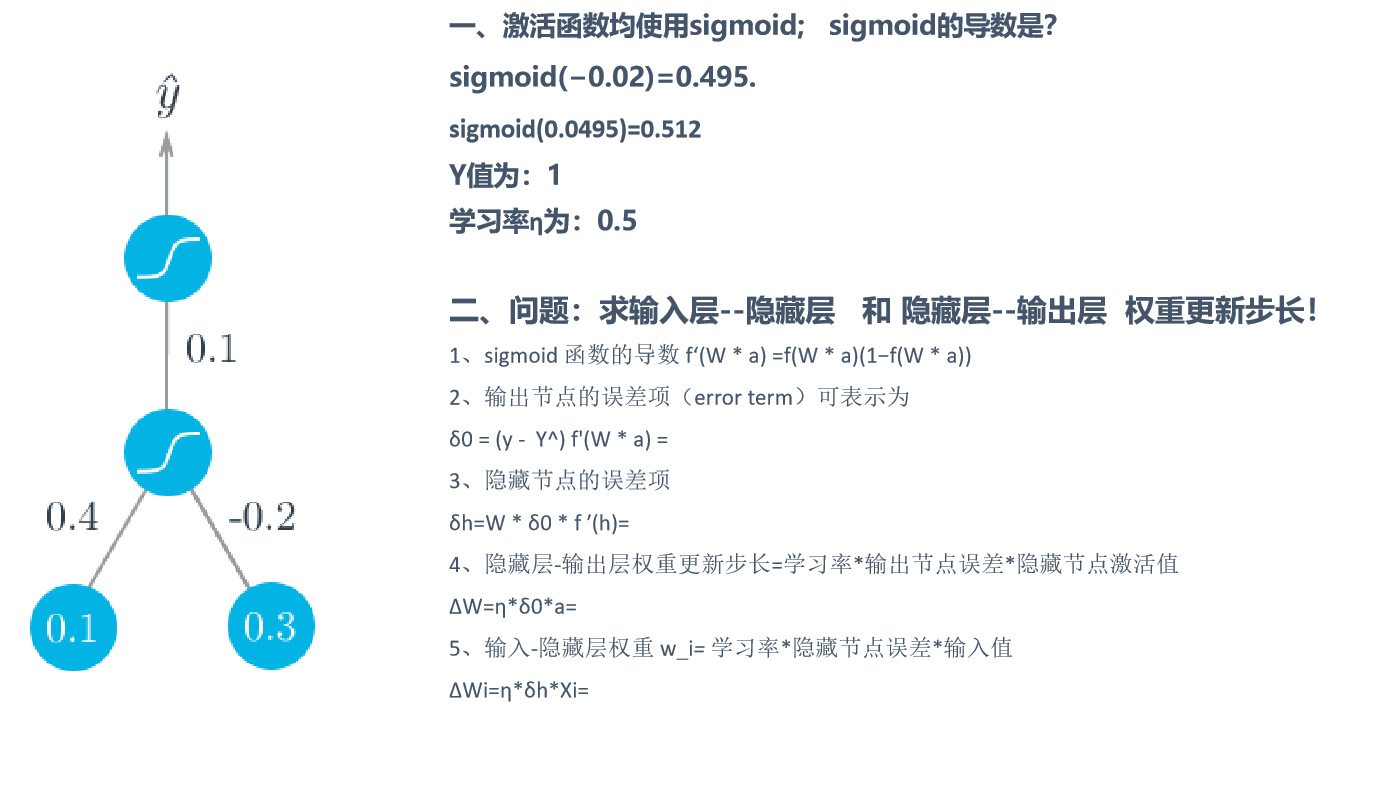 ŷ
0.1
0.4
-0.2
0.1
0.3
一、激活函数均使用sigmoid; sigmoid的导数是?
sigmoid(−0.02)=0.495.
sigmoid(0.0495)=0.512
Y值为：1
学习率η为：0.5
二、问题：求输入层--隐藏层 和 隐藏层--输出层 权重更新步长！
1、sigmoid 函数的导数 f‘(W * a) =f(W * a)(1−f(W * a))
2、输出节点的误差项（error term）可表示为
δ0 = (y - Y^) f'(W * a) =
3、隐藏节点的误差项
δh=W * δ0 * f ’(h)=
4、隐藏层-输出层权重更新步长=学习率*输出节点误差*隐藏节点激活值
ΔW=η*δ0*a=
5、输入-隐藏层权重 w_i= 学习率*隐藏节点误差*输入值
ΔWi=η*δh*Xi=